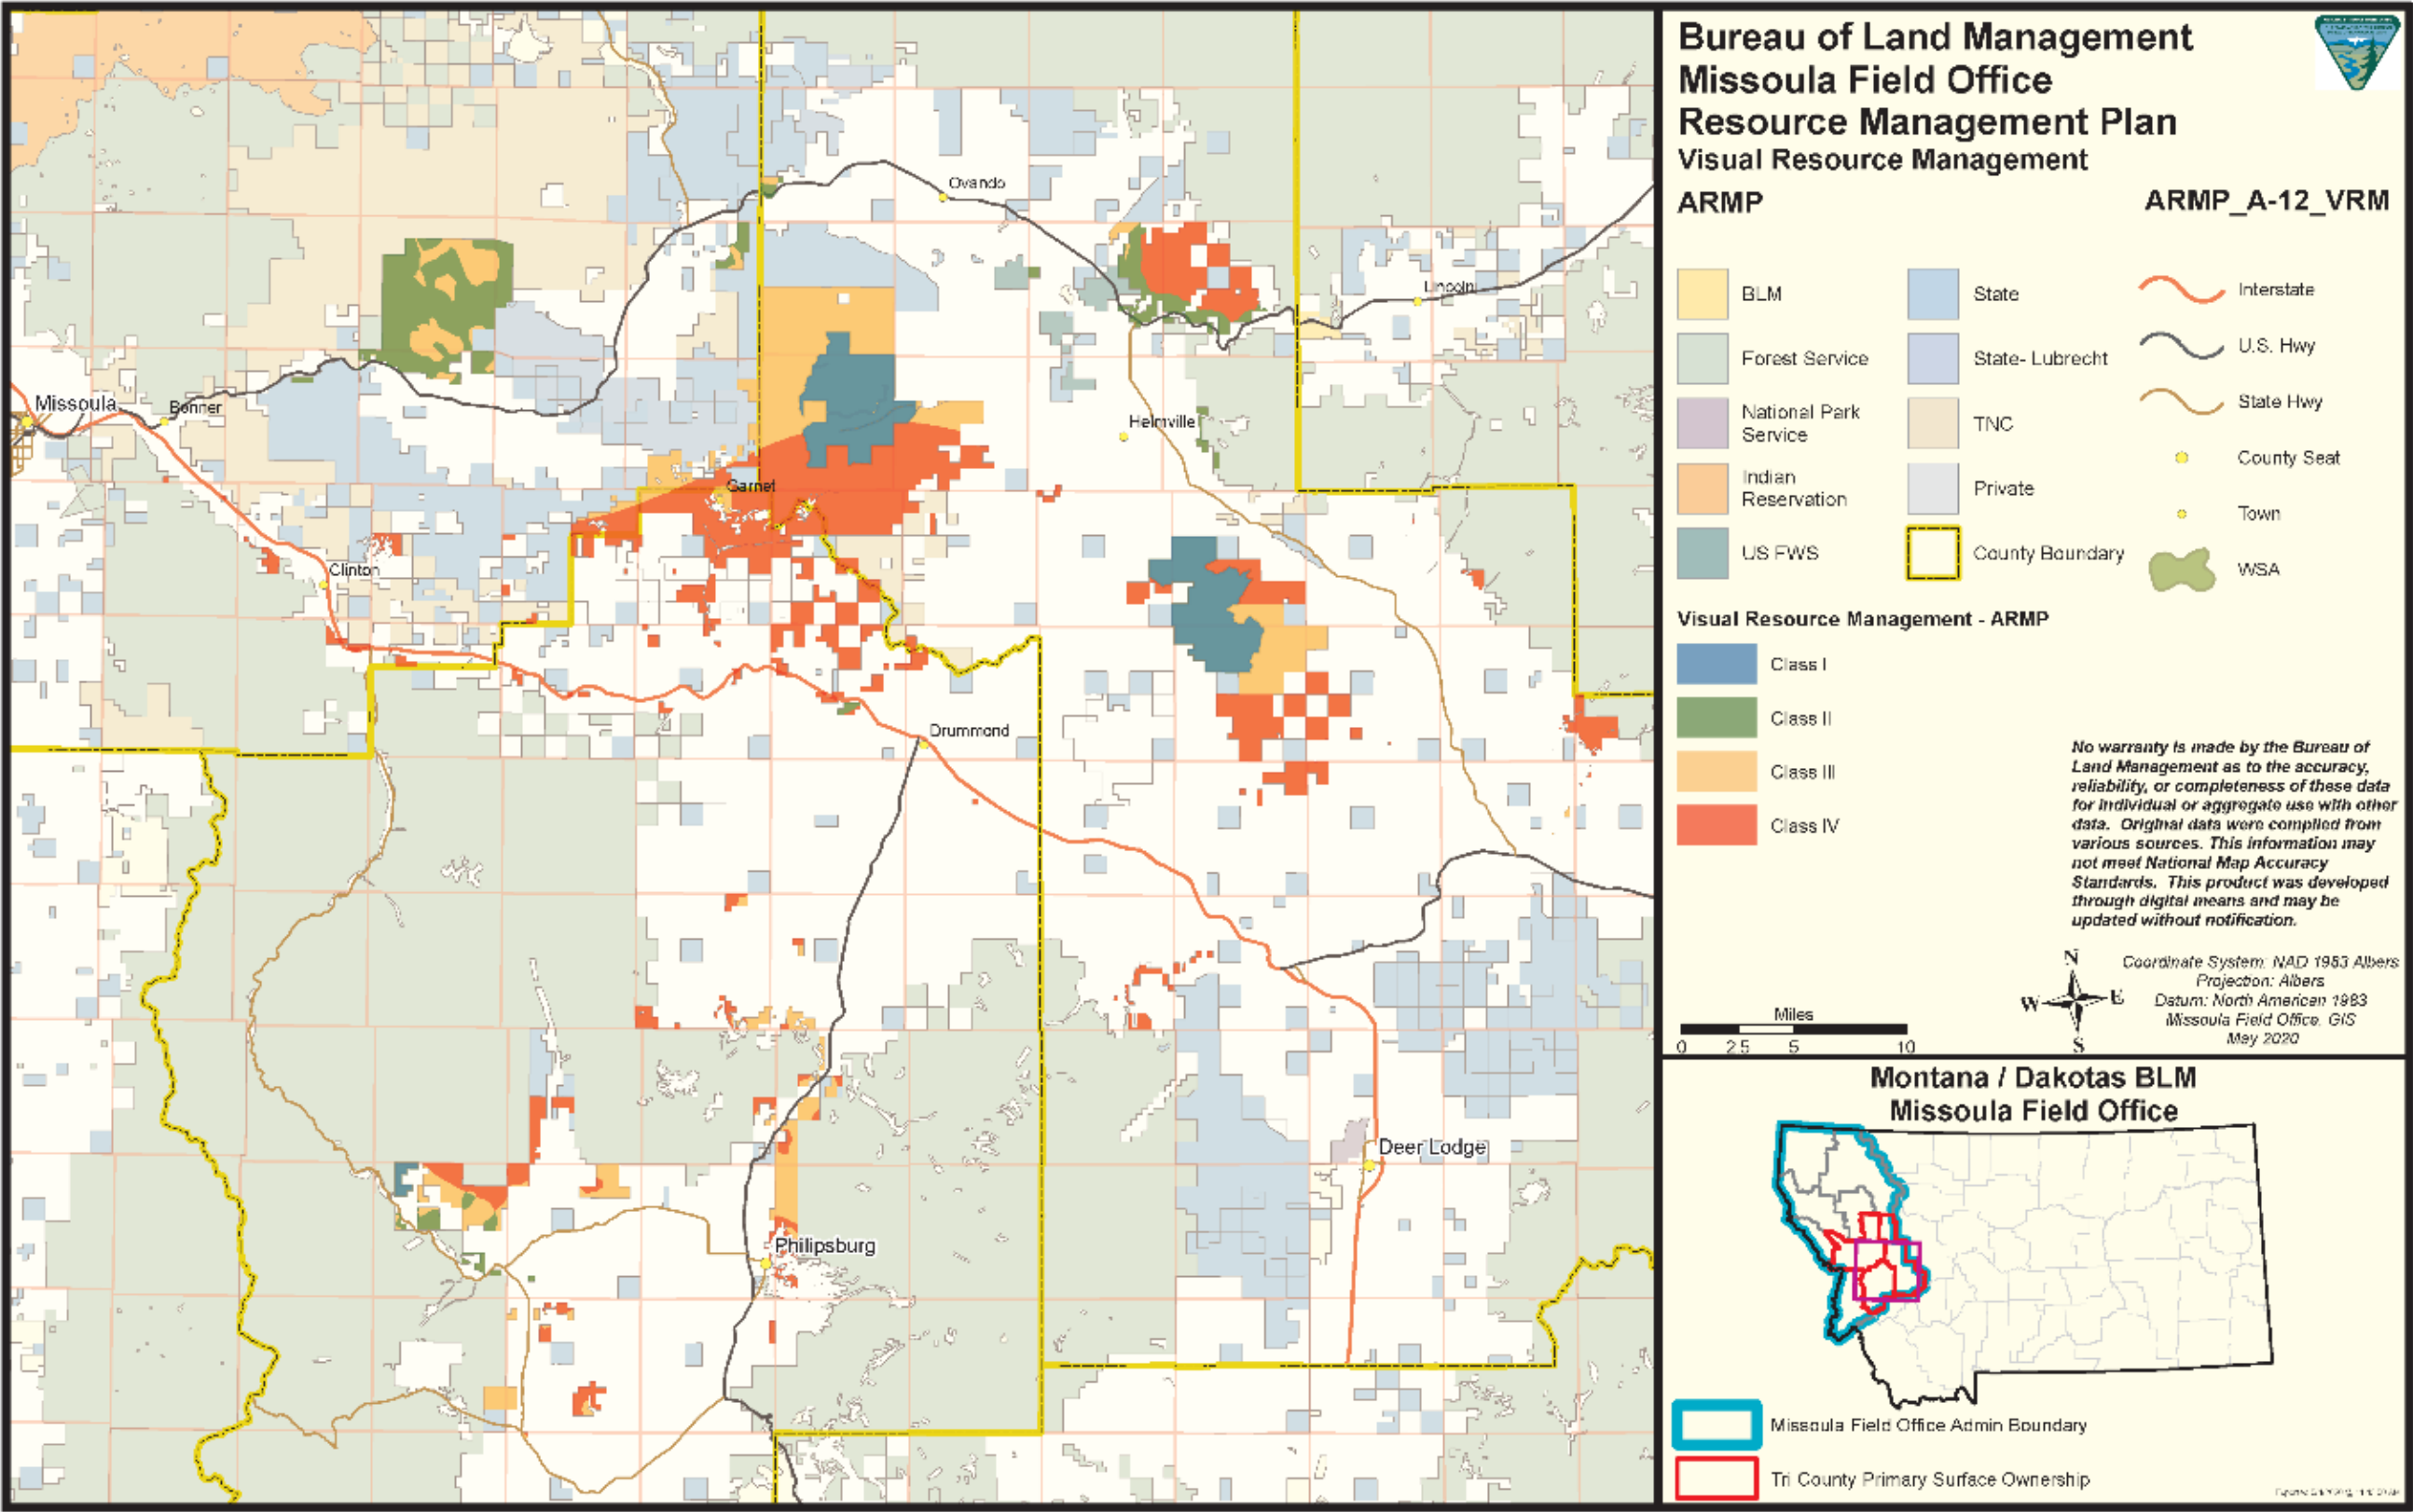 Bureau of Land Management
Missoula Field Office
Resource Management Plan
Visual Resource Management
ARMP
ARMP_A-12_VRM
BLM
Forest Service
National Park
Service
Indian
Reservation
US FWS
State
State- Lubrecht
TNC
Private
County Boundary
Interstate
U.S. Hwy
State Hwy
County Seat
Town
WSA
Visual Resource Management - ARMP
Class I
Class II
Class III
Class IV
No warranty is made by the Bureau of
Land Management as to the accuracy,
reliability, or completeness of these data
for individual or aggregate use with other
data. Original data were compiled from
various sources. This information may
not meet National Map Accuracy
Standards. This product was developed
through digital means and may be
updated without notification.
N
W
E
S
Coordinate System: NAD 1983 Albers
Projection: Albers
Datum: North American 1983
Missoula Field Office, GIS
May 2020
Miles
0 2.5 5 10
Montana / Dakotas BLM
Missoula Field Office
Missoula Field Office Admin Boundary
Tri County Primary Surface Ownership
Ovando
Lincoln
Missoula
Bonner
Helmville
Garnet
Clinton
Drummond
Deer Lodge
Philipsburg